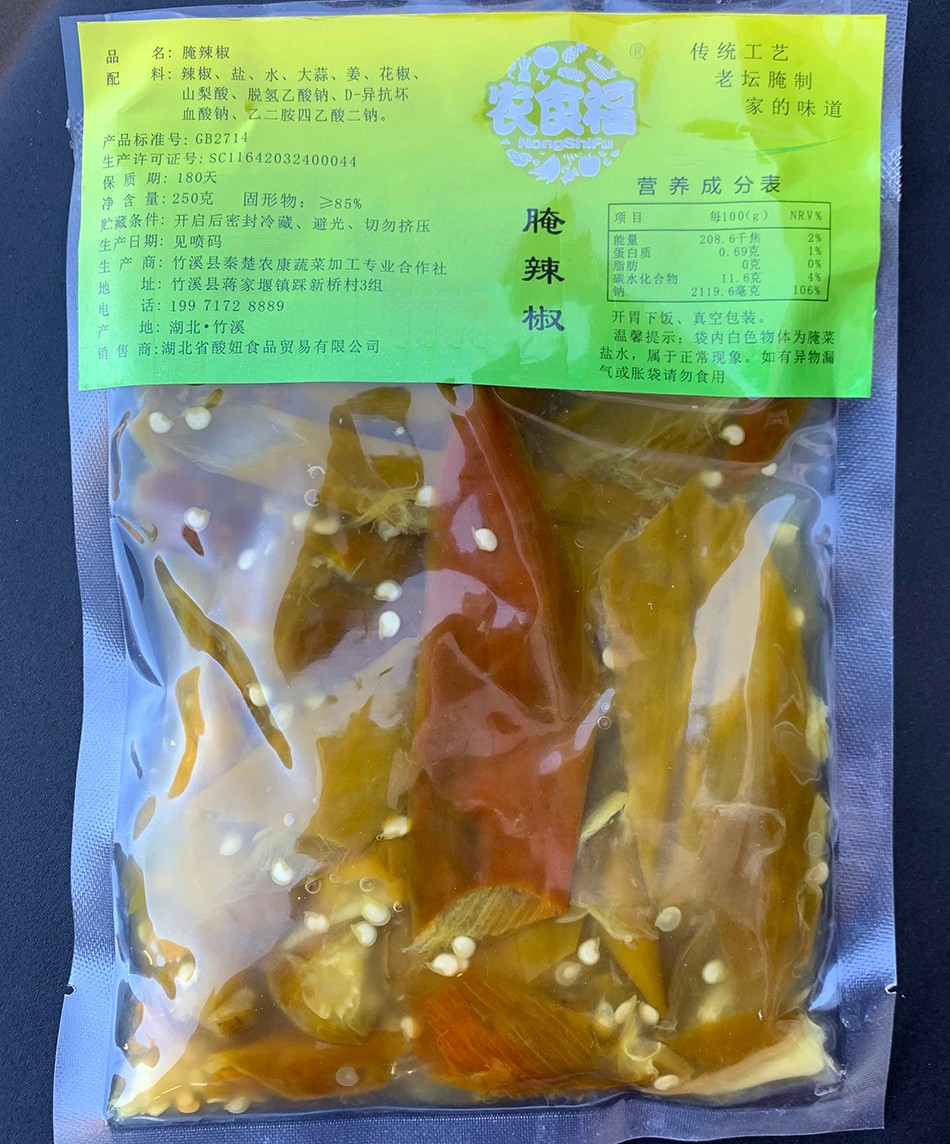 品 名: 腌辣椒
配 料: 辣椒、盐、水、大蒜、姜、花椒、
山梨酸、脱氢乙酸钠、D-异抗坏
血酸钠、乙二胺四乙酸二钠。
产品标准号: GB2714
生产许可证号: SC11642032400044
保 质 期: 180天
净 含 量: 250克 固形物: ≥85%
贮藏条件: 开启后密封冷藏、避光、切勿挤压
生产日期: 见喷码
生 产 商: 竹溪县秦楚农康蔬菜加工专业合作社
地 址: 竹溪县蒋家堰镇踩新桥村3组
电 话: 199 7172 8889
产 地: 湖北·竹溪
销 售 商:湖北省酸妞食品贸易有限公司
农食福
®
NongShiFu
腌
辣
椒
传统工艺
老坛腌制
家的味道
营养成分表
项目 每100(g) NRV%
能量 208.6千焦 2%
蛋白质 0.69克 1%
脂肪 0克 0%
碳水化合物 11.6克 4%
钠 2119.6毫克 106%
开胃下饭、真空包装。
温馨提示: 袋内白色物体为腌菜
盐水，属于正常现象。如有异物漏
气或胀袋请勿食用